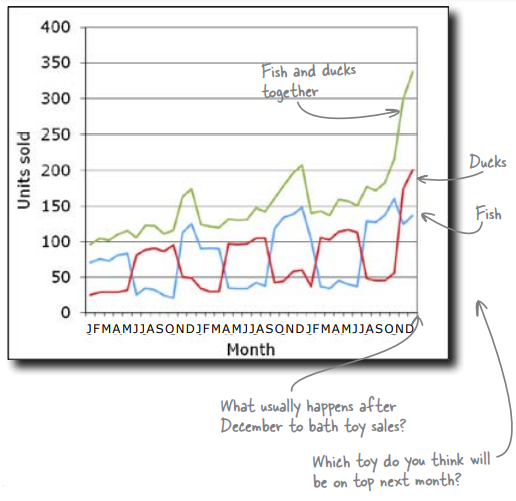 400
350
300
250
200
150
100
50
0
Units sold
Fish and ducks
together
Ducks
Fish
JFMAMJJASONDJFMAMJJASONDJFMAMJJASOND
Month
What usually happens after
December to bath toy sales?
Which toy do you think will
be on top next month?